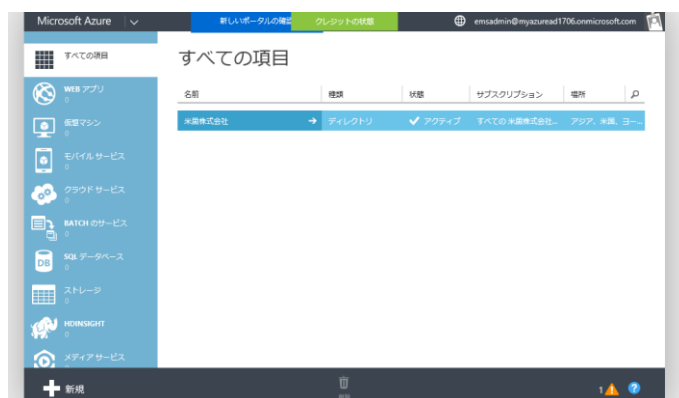 Microsoft Azure
新しいポータルの確認
クレジットの状態
emsadmin@myazuread1706.onmicrosoft.com
すべての項目
WEB アプリ
0
仮想マシン
0
モバイル サービス
0
クラウド サービス
0
BATCH のサービス
0
SQL データベース
0
ストレージ
0
HDINSIGHT
0
メディア サービス
すべての項目
名前 種類 状態 サブスクリプション 場所
米国株式会社 ディレクトリ アクティブ すべての 米国株式会社... アジア、米国、ヨー...
新規
1